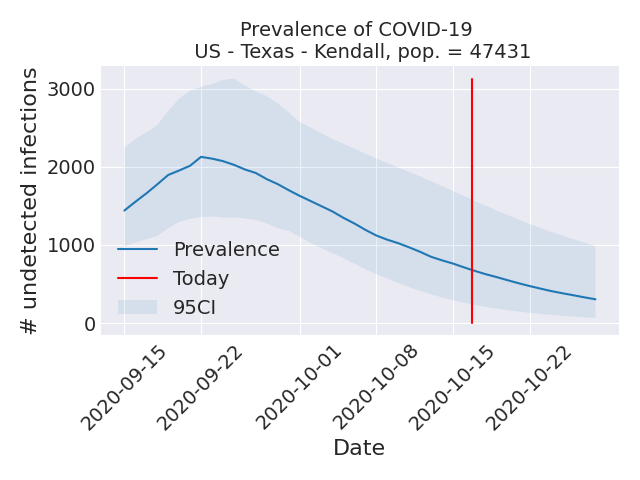 Prevalence of COVID-19
US - Texas - Kendall, pop. = 47431
# undetected infections
3000
2000
1000
0
Prevalence
Today
95CI
2020-09-15
2020-09-22
2020-10-01
2020-10-08
2020-10-15
2020-10-22
Date